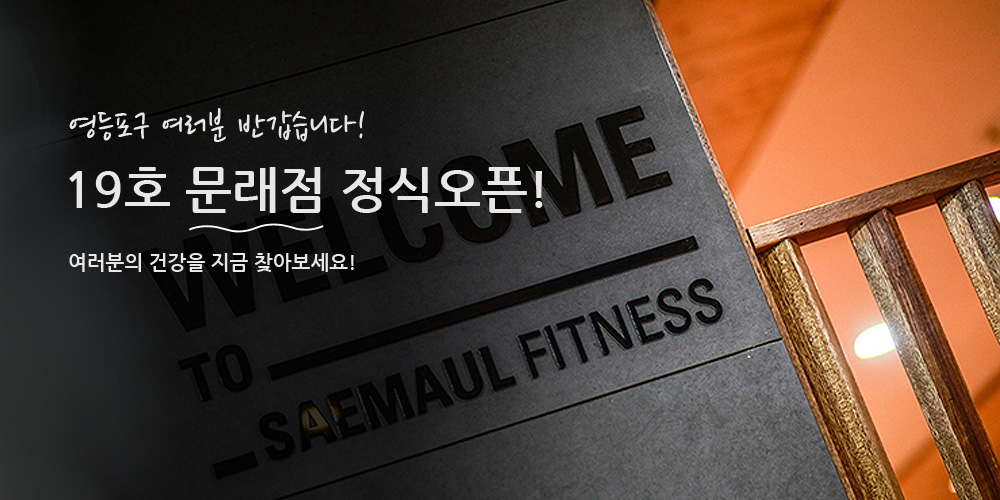 영등포구 여러분 반갑습니다!
19호 문래점 정식오픈!
여러분의 건강을 지금 찾아보세요!
WELCOME
TO
SAEMAUL FITNESS